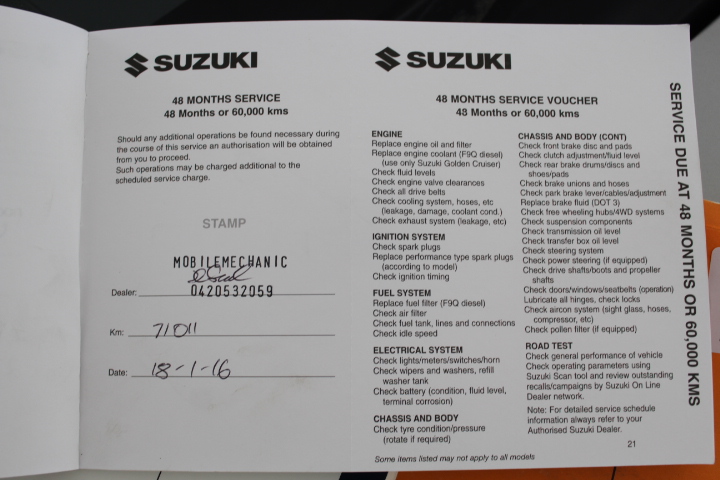 SUZUKI
48 MONTHS SERVICE
48 Months or 60,000 kms
Should any additional operations be found necessary during
the course of this service an authorisation will be obtained
from you to proceed.
Such operations may be charged additional to the
scheduled service charge.
STAMP
MOBILEMECHANIC
Dealer: 0420532059
Km: 71011
Date: 18-1-16
SUZUKI
48 MONTHS SERVICE VOUCHER
48 Months or 60,000 kms
ENGINE
Replace engine oil and filter
Replace engine coolant (F9Q diesel)
(use only Suzuki Golden Cruiser)
Check fluid levels
Check engine valve clearances
Check all drive belts
Check cooling system, hoses, etc
(leakage, damage, coolant cond.)
Check exhaust system (leakage, etc)
IGNITION SYSTEM
Check spark plugs
Replace performance type spark plugs
(according to model)
Check ignition timing
FUEL SYSTEM
Replace fuel filter (F9Q diesel)
Check air filter
Check fuel tank, lines and connections
Check idle speed
ELECTRICAL SYSTEM
Check lights/meters/switches/horn
Check wipers and washers, refill
washer tank
Check battery (condition, fluid level,
terminal corrosion)
CHASSIS AND BODY
Check tyre condition/pressure
(rotate if required)
CHASSIS AND BODY (CONT)
Check front brake disc and pads
Check clutch adjustment/fluid level
Check rear brake drums/discs and
shoes/pads
Check brake unions and hoses
Check park brake lever/cables/adjustment
Replace brake fluid (DOT 3)
Check free wheeling hubs/4WD systems
Check suspension components
Check transmission oil level
Check transfer box oil level
Check steering system
Check power steering (if equipped)
Check drive shafts/boots and propeller
shafts
Check doors/windows/seatbelts (operation)
Lubricate all hinges, check locks
Check aircon system (sight glass, hoses,
compressor, etc)
Check pollen filter (if equipped)
ROAD TEST
Check general performance of vehicle
Check operating parameters using
Suzuki Scan tool and review outstanding
recalls/campaigns by Suzuki On Line
Dealer network.
Note: For detailed service schedule
information always refer to your
Authorised Suzuki Dealer.
21
Some items listed may not apply to all models
SERVICE DUE AT 48 MONTHS OR 60,000 KMS